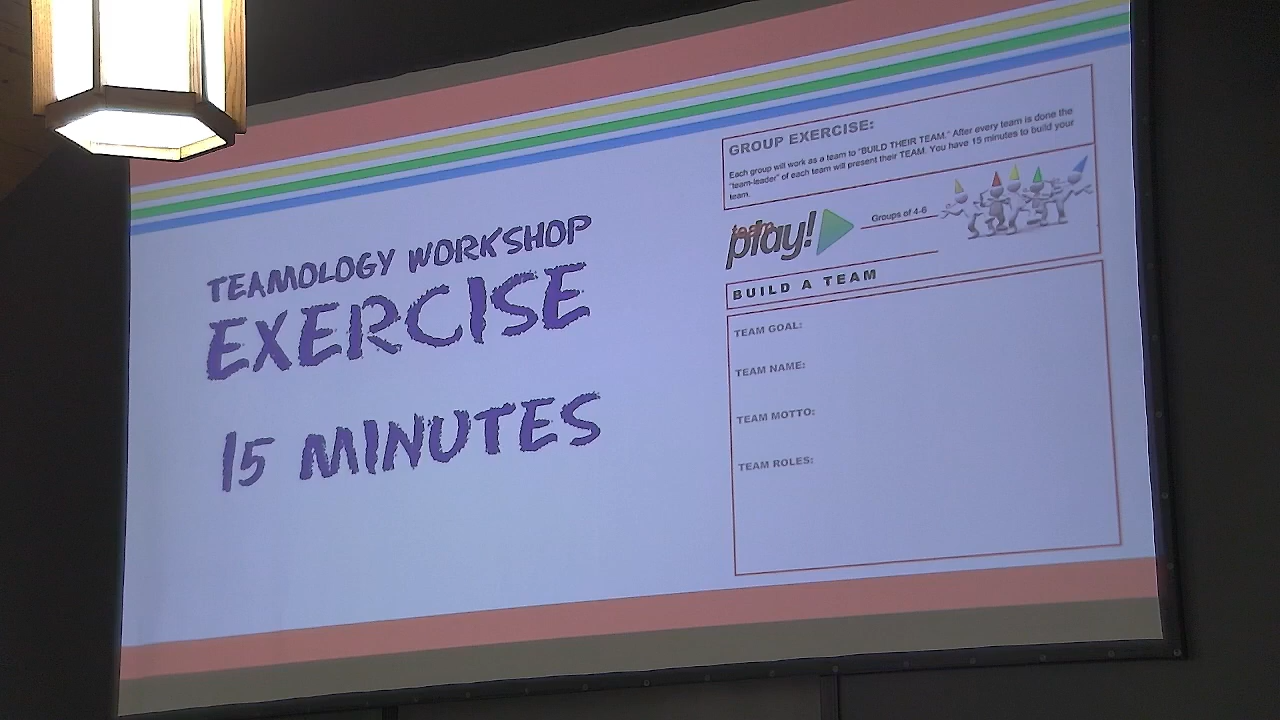 TEAMOLOGY WORKSHOP
EXERCISE
15 MINUTES
GROUP EXERCISE:
Each group will work as a team to "BUILD THEIR TEAM." After every team is done the
"team-leader" of each team will present their TEAM. You have 15 minutes to build your
team.
team
play!
Groups of 4-6
BUILD A TEAM
TEAM GOAL:
TEAM NAME:
TEAM MOTTO:
TEAM ROLES: